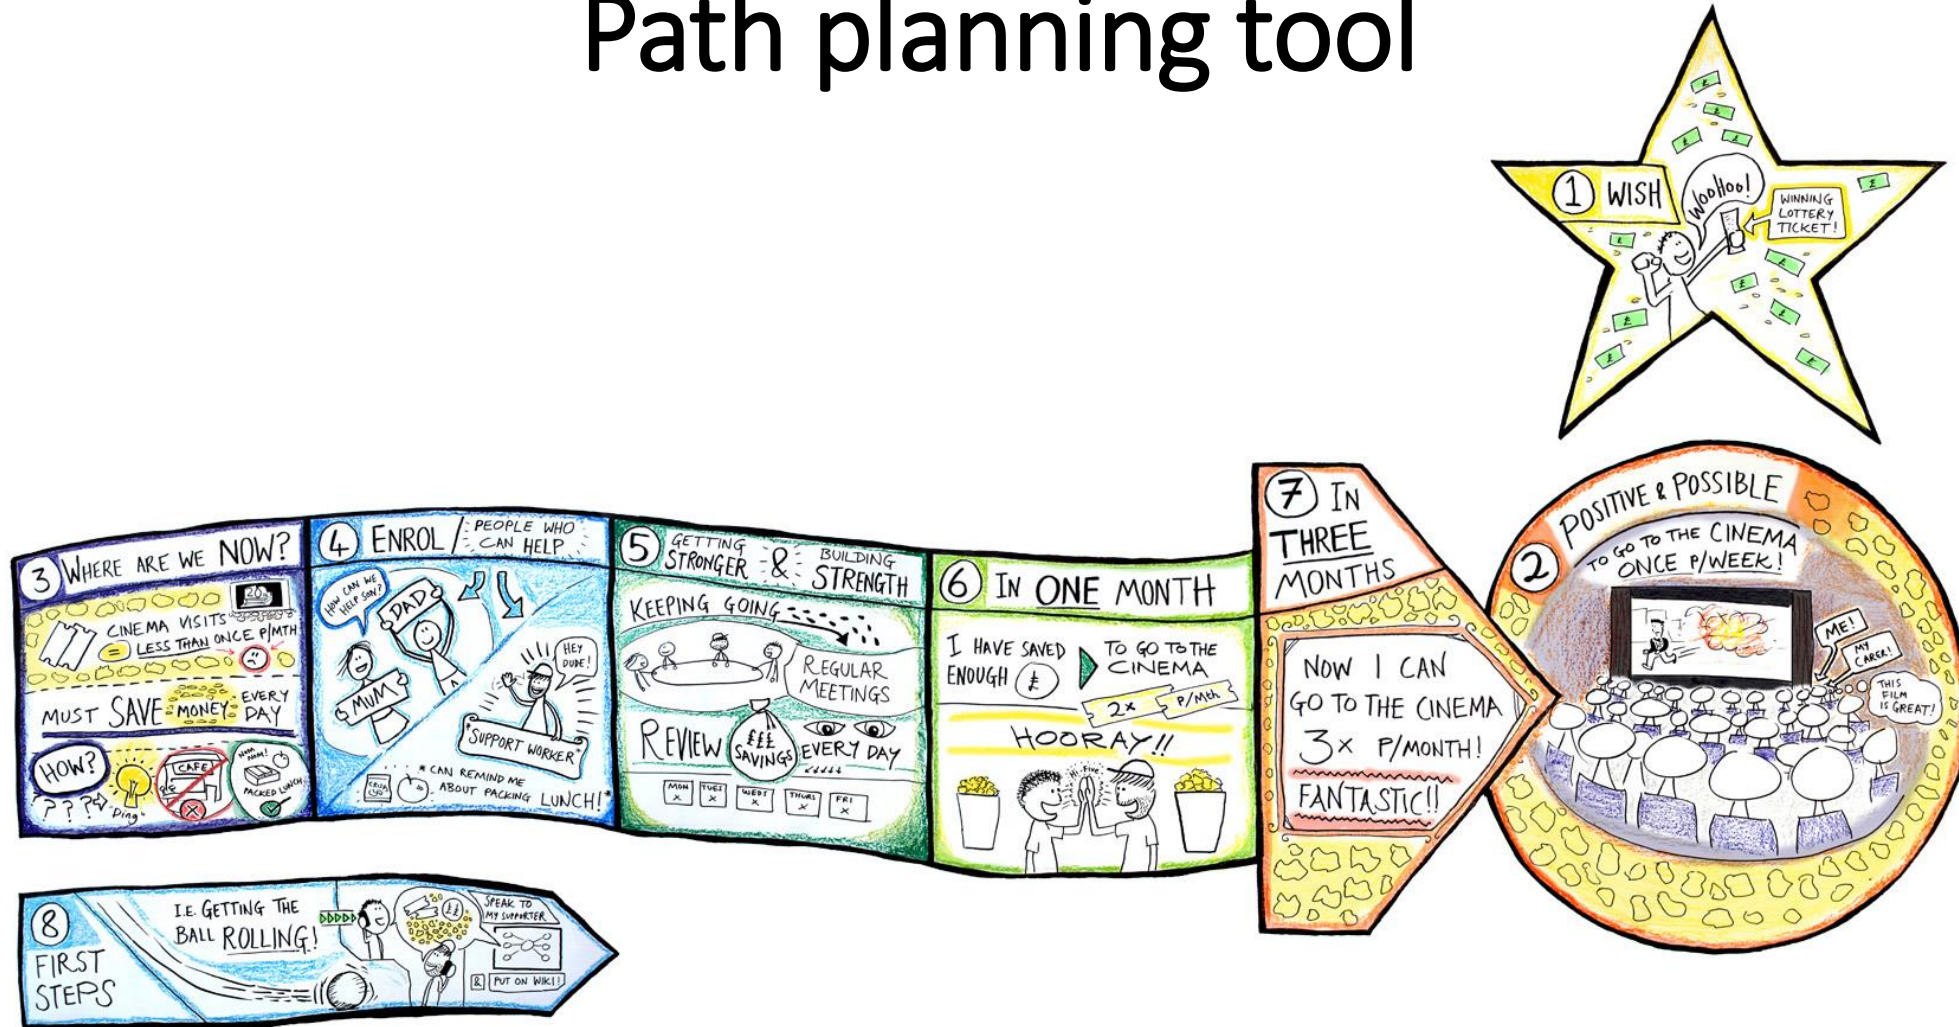 Path planning tool
1 WISH
WOOHOO!
WINNING
LOTTERY
TICKET!
2 POSITIVE & POSSIBLE
TO GO TO THE CINEMA
ONCE P/WEEK!
ME!
MY
CARER!
THIS
FILM
IS GREAT!
3 WHERE ARE WE NOW?
CINEMA VISITS
= LESS THAN ONCE P/MTH
MUST SAVE MONEY EVERY
DAY
HOW?
? ? ?
"Ding"
CAFE
NOM
NOM!
PACKED LUNCH
4 ENROL / PEOPLE WHO
CAN HELP
HOW CAN WE
HELP SON?
DAD
MUM
HEY
DUDE!
"SUPPORT WORKER"
* CAN REMIND ME
ABOUT PACKING LUNCH! *
5 GETTING
STRONGER & BUILDING
STRENGTH
KEEPING GOING
REGULAR
MEETINGS
REVIEW
£££
SAVINGS
EVERY DAY
MON X
TUES X
WEDS X
THURS X
FRI X
6 IN ONE MONTH
I HAVE SAVED
ENOUGH £
TO GO TO THE
CINEMA
2x P/Mth
HOORAY!!
Hi-Five
7 IN
THREE
MONTHS
NOW I CAN
GO TO THE CINEMA
3x P/MONTH!
FANTASTIC!!
8
FIRST
STEPS
I.E. GETTING THE
BALL ROLLING!
££
SPEAK TO
MY SUPPORTER
& PUT ON WIKI!